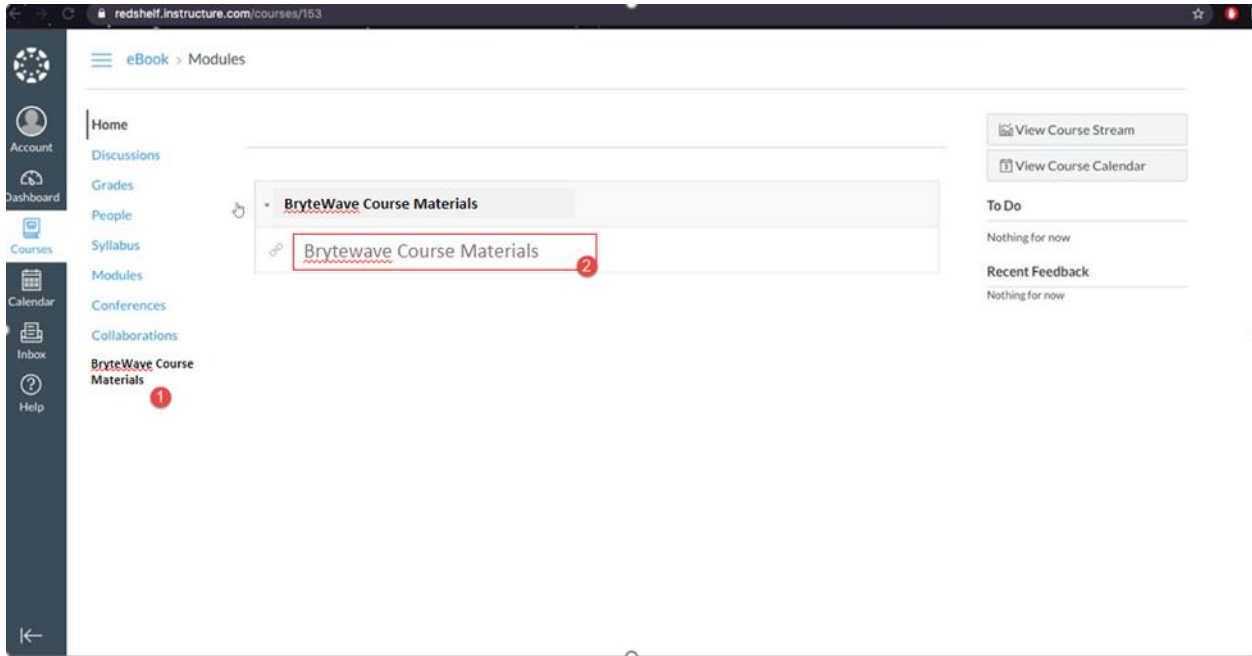 redshelf.instructure.com/courses/153
eBook > Modules
Account
Dashboard
Courses
Calendar
Inbox
Help
Home
Discussions
Grades
People
Syllabus
Modules
Conferences
Collaborations
BryteWave Course
Materials
1
BryteWave Course Materials
Brytewave Course Materials
2
View Course Stream
View Course Calendar
To Do
Nothing for now
Recent Feedback
Nothing for now